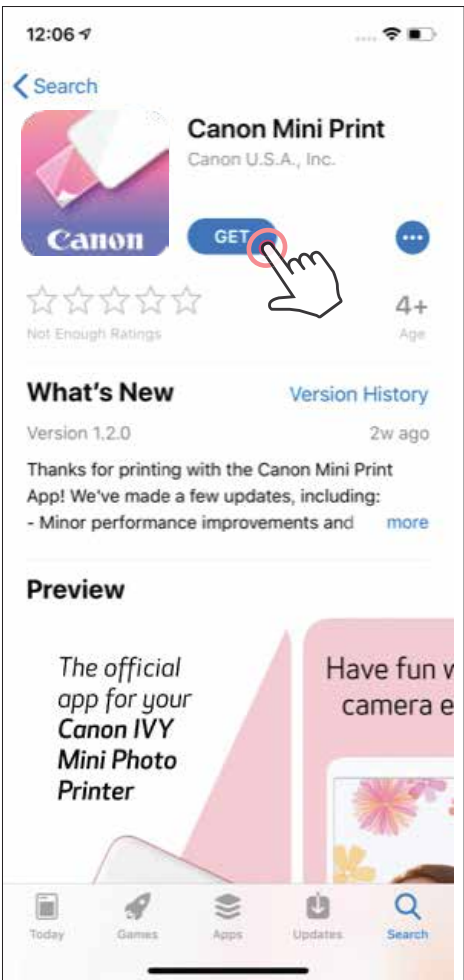 12:06
Search
Canon Mini Print
Canon U.S.A., Inc.
Canon
GET
4+
Not Enough Ratings
Age
What's New
Version History
Version 1.2.0
2w ago
Thanks for printing with the Canon Mini Print
App! We've made a few updates, including:
- Minor performance improvements and
more
Preview
The official
app for your
Canon IVY
Mini Photo
Printer
Have fun w
camera e
Today
Games
Apps
Updates
Search